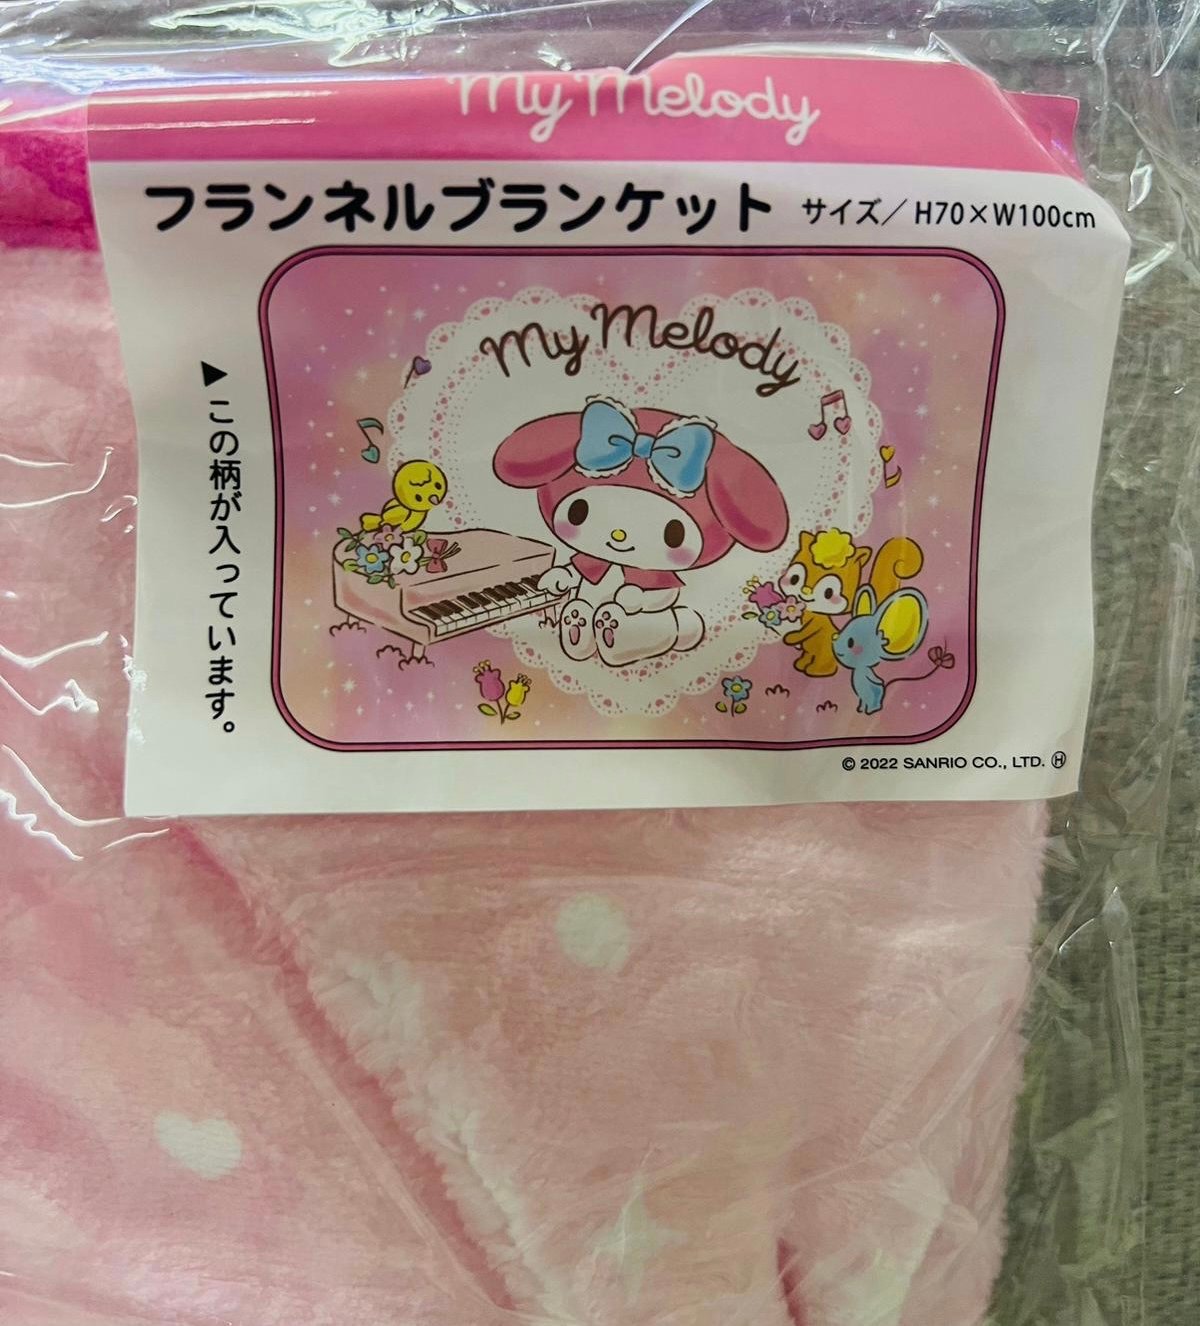 My Melody
フランネルブランケット サイズ／H70×W100cm
My Melody
▶この柄が入っています。
© 2022 SANRIO CO., LTD. Ⓗ